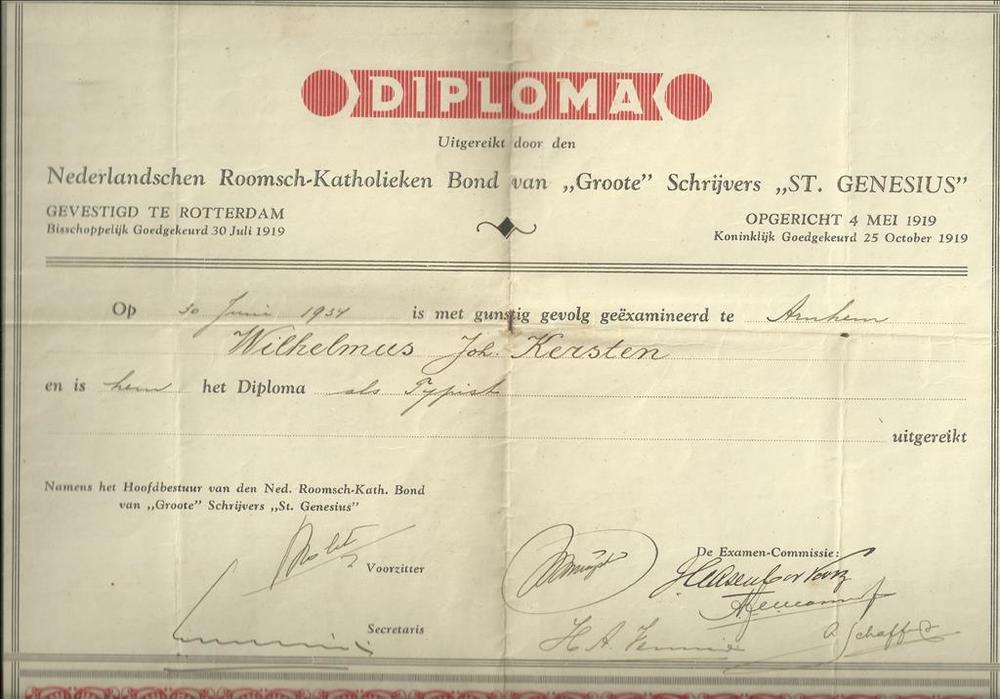 DIPLOMA
Uitgereikt door den
Nederlandschen Roomsch-Katholieken Bond van „Groote” Schrijvers „ST. GENESIUS”
GEVESTIGD TE ROTTERDAM
Bisschoppelijk Goedgekeurd 30 Juli 1919
OPGERICHT 4 MEI 1919
Koninklijk Goedgekeurd 25 October 1919
Op 30 Juni 1934 is met gunstig gevolg geëxamineerd te Arnhem
Wilhelmus Joh. Kersten
en is hem het Diploma als Typist
uitgereikt
Namens het Hoofdbestuur van den Ned. Roomsch-Kath. Bond
van „Groote” Schrijvers „St. Genesius”
Voorzitter
Secretaris
De Examen-Commissie:
H. A.